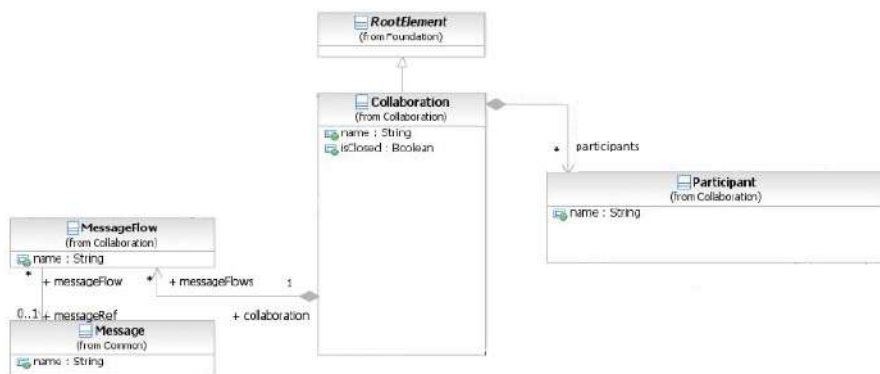 RootElement
(from Foundation)
Collaboration
(from Collaboration)
name : String
isClosed : Boolean
* participants
Participant
(from Collaboration)
name : String
MessageFlow
(from Collaboration)
name : String
* + messageFlow
* + messageFlows
1
0..1 + messageRef
+ collaboration
Message
(from Common)
name : String